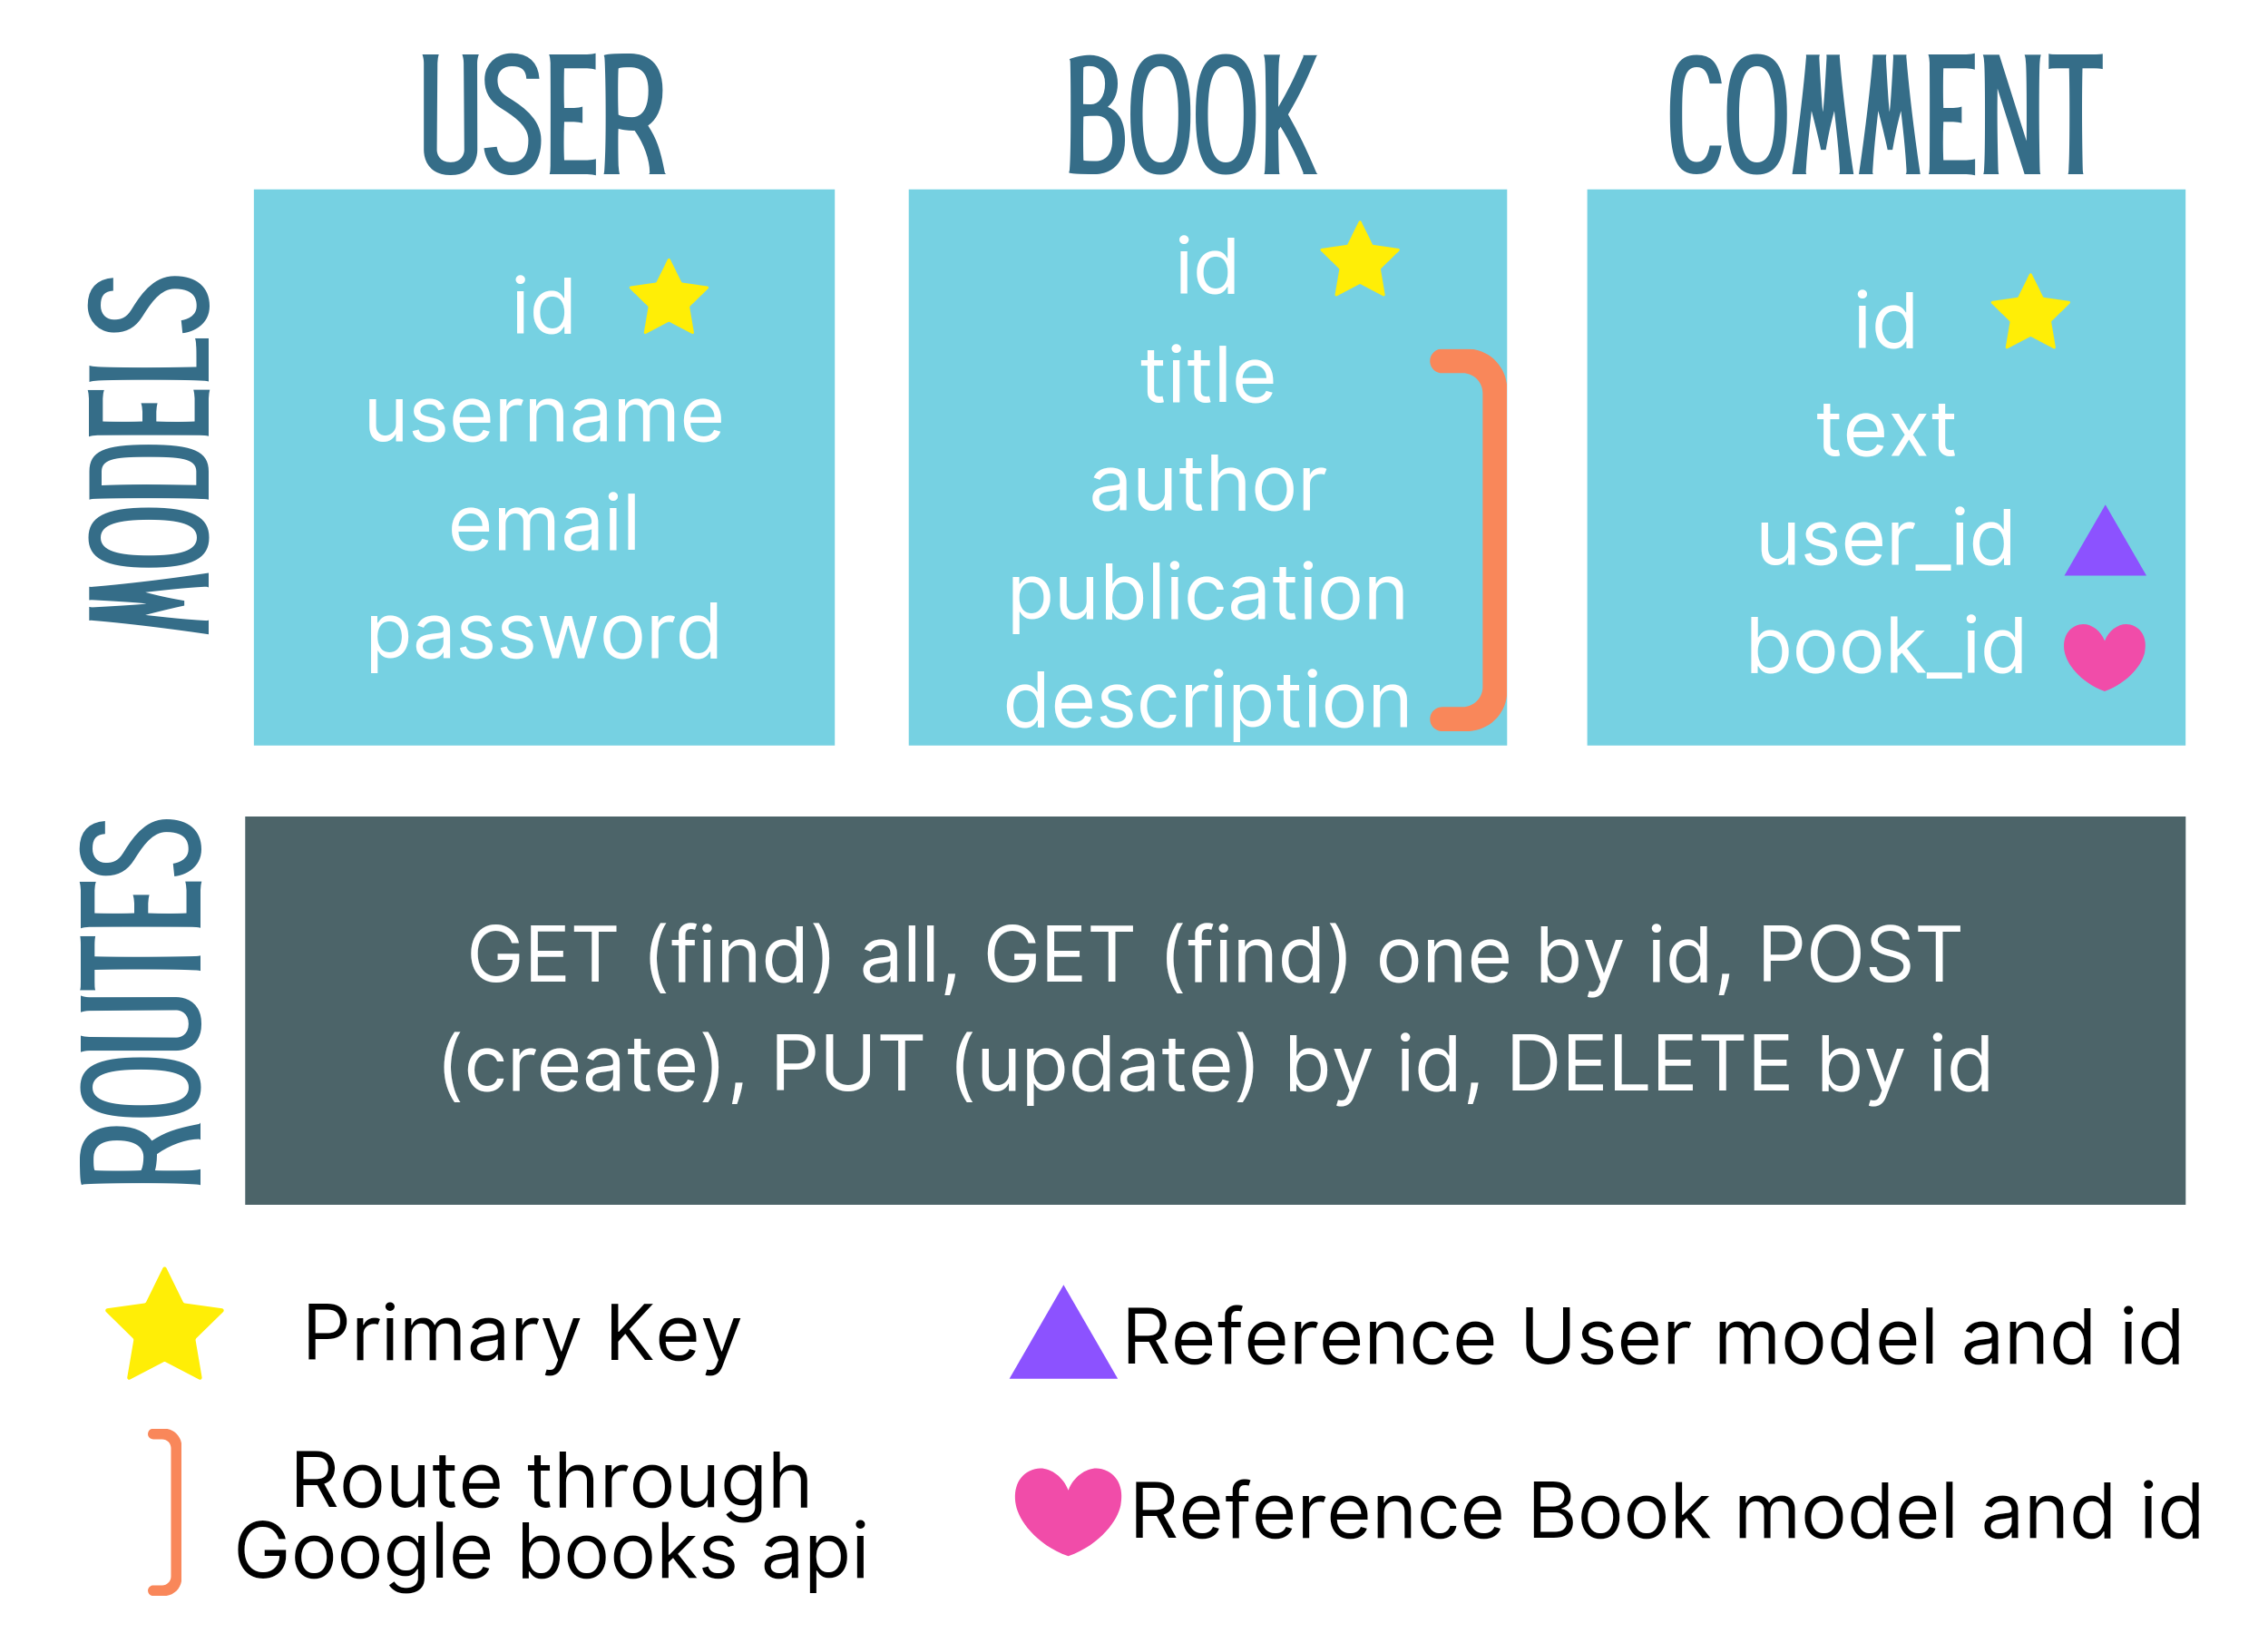 USER
BOOK
COMMENT
MODELS
id
username
email
password
id
title
author
publication
description
id
text
user_id
book_id
ROUTES
GET (find) all, GET (find) one by id, POST
(create), PUT (update) by id, DELETE by id
Primary Key
Reference User model and id
Route through
Google books api
Reference Book model and id